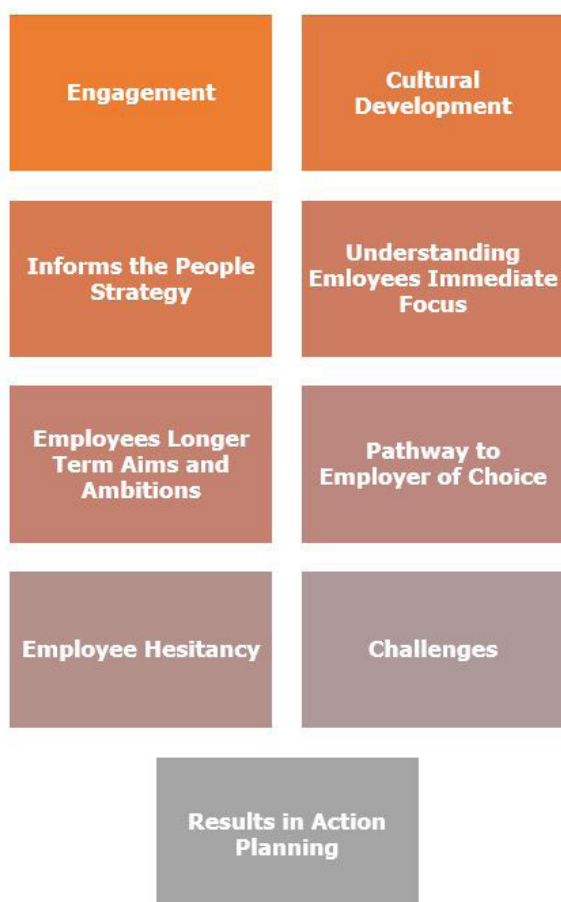 Engagement
Cultural
Development
Informs the People
Strategy
Understanding
Emloyees Immediate
Focus
Employees Longer
Term Aims and
Ambitions
Pathway to
Employer of Choice
Employee Hesitancy
Challenges
Results in Action
Planning